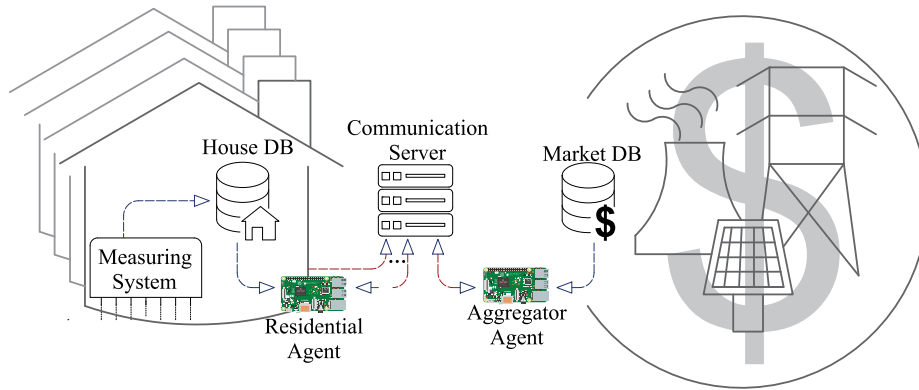 House DB
Communication
Server
Market DB
$
$
Measuring
System
...
Residential
Agent
Aggregator
Agent